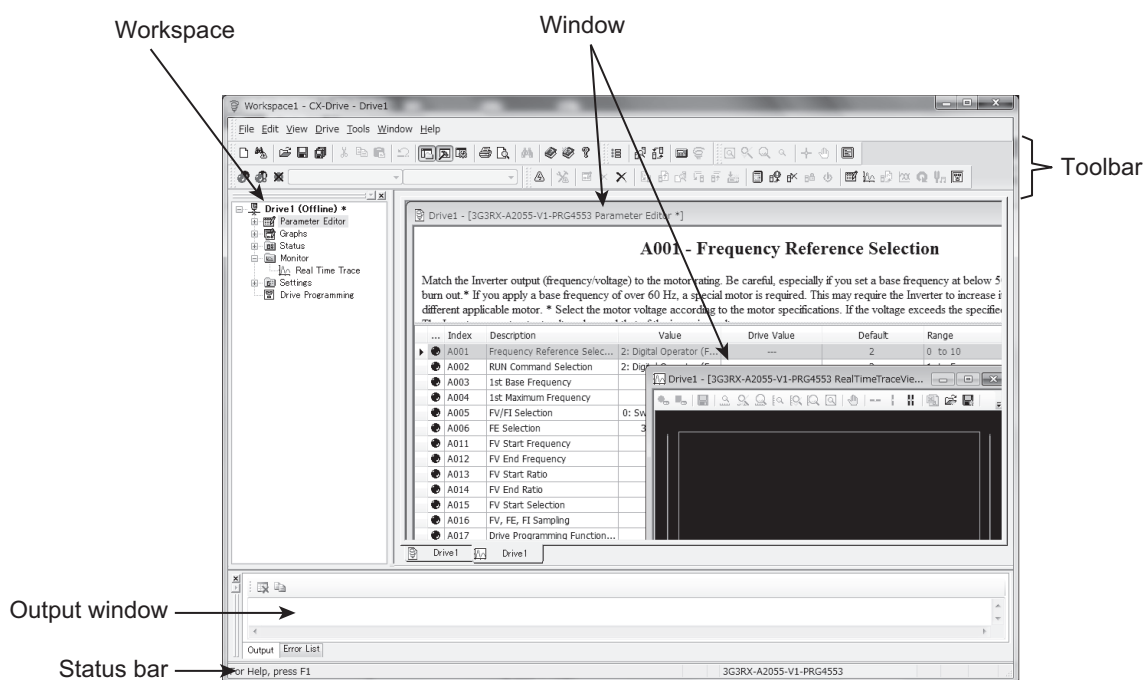 Workspace
Window
Workspace1 - CX-Drive - Drive1
File Edit View Drive Tools Window Help
Toolbar
Drive1 (Offline) *
Parameter Editor
Graphs
Status
Monitor
Real Time Trace
Settings
Drive Programming
Drive1 - [3G3RX-A2055-V1-PRG4553 Parameter Editor *]
A001 - Frequency Reference Selection
Match the Inverter output (frequency/voltage) to the motor rating. Be careful, especially if you set a base frequency at below 5
burn out.* If you apply a base frequency of over 60 Hz, a special motor is required. This may require the Inverter to increase i
different applicable motor. * Select the motor voltage according to the motor specifications. If the voltage exceeds the specifie
... Index Description Value Drive Value Default Range
A001 Frequency Reference Selec... 2: Digital Operator (F... --- 2 0 to 10
A002 RUN Command Selection 2: Digital Operator (F...
A003 1st Base Frequency
A004 1st Maximum Frequency
A005 FV/FI Selection 0: Sw
A006 FE Selection 3
A011 FV Start Frequency
A012 FV End Frequency
A013 FV Start Ratio
A014 FV End Ratio
A015 FV Start Selection
A016 FV, FE, FI Sampling
A017 Drive Programming Function...
Drive1 - [3G3RX-A2055-V1-PRG4553 RealTimeTraceVie...
Drive1 Drive1
Output window
Output Error List
Status bar
For Help, press F1
3G3RX-A2055-V1-PRG4553